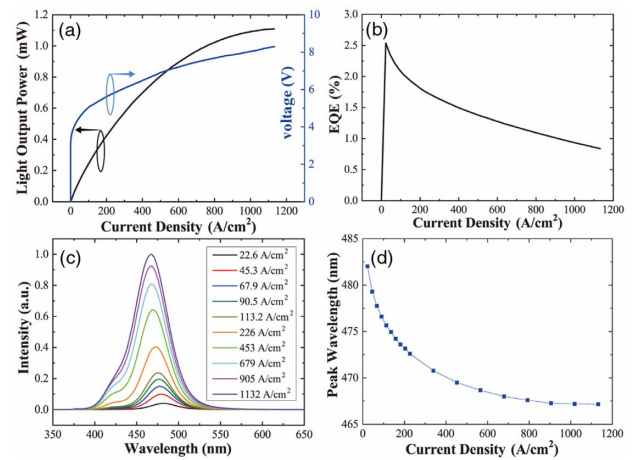 (a)
1.2
1.0
0.8
0.6
0.4
0.2
0.0
Light Output Power (mW)
10
8
6
4
2
0
voltage (V)
0 200 400 600 800 1000 1200
Current Density (A/cm²)
(b)
3.0
2.5
2.0
1.5
1.0
0.5
0.0
EQE (%)
0 200 400 600 800 1000 1200
Current Density (A/cm²)
(c)
1.0
0.8
0.6
0.4
0.2
0.0
Intensity (a.u.)
22.6 A/cm²
45.3 A/cm²
67.9 A/cm²
90.5 A/cm²
113.2 A/cm²
226 A/cm²
453 A/cm²
679 A/cm²
905 A/cm²
1132 A/cm²
350 400 450 500 550 600 650
Wavelength (nm)
(d)
485
480
475
470
465
Peak Wavelength (nm)
0 200 400 600 800 1000 1200
Current Density (A/cm²)